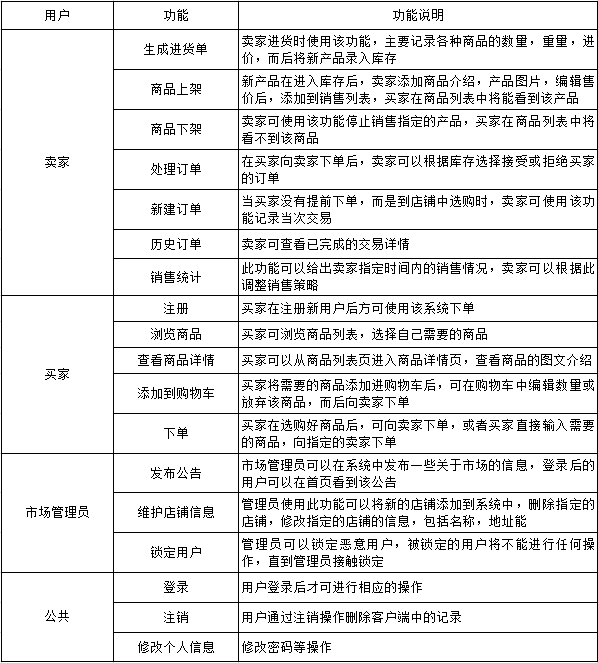 用户 功能 功能说明
卖家
生成进货单
卖家进货时使用该功能，主要记录各种商品的数量，重量，进
价，而后将新产品录入库存
商品上架
新产品在进入库存后，卖家添加商品介绍，产品图片，编辑售
价后，添加到销售列表，买家在商品列表中将能看到该产品
商品下架
卖家可使用该功能停止销售指定的产品，买家在商品列表中将
看不到该商品
处理订单
在买家向卖家下单后，卖家可以根据库存选择接受或拒绝买家
的订单
新建订单
当买家没有提前下单，而是到店铺中选购时，卖家可使用该功
能记录当次交易
历史订单
卖家可查看已完成的交易详情
销售统计
此功能可以给出卖家指定时间内的销售情况，卖家可以根据此
调整销售策略
买家
注册
买家在注册新用户后方可使用该系统下单
浏览商品
买家可浏览商品列表，选择自己需要的商品
查看商品详情
买家可以从商品列表页进入商品详情页，查看商品的图文介绍
添加到购物车
买家将需要的商品添加进购物车后，可在购物车中编辑数量或
放弃该商品，而后向卖家下单
下单
买家在选购好商品后，可向卖家下单，或者买家直接输入需要
的商品，向指定的卖家下单
市场管理员
发布公告
市场管理员可以在系统中发布一些关于市场的信息，登录后的
用户可以在首页看到该公告
维护店铺信息
管理员使用此功能可以将新的店铺添加到系统中，删除指定的
店铺，修改指定的店铺的信息，包括名称，地址能
锁定用户
管理员可以锁定恶意用户，被锁定的用户将不能进行任何操
作，直到管理员接触锁定
公共
登录
用户登录后才可进行相应的操作
注销
用户通过注销操作删除客户端中的记录
修改个人信息
修改密码等操作